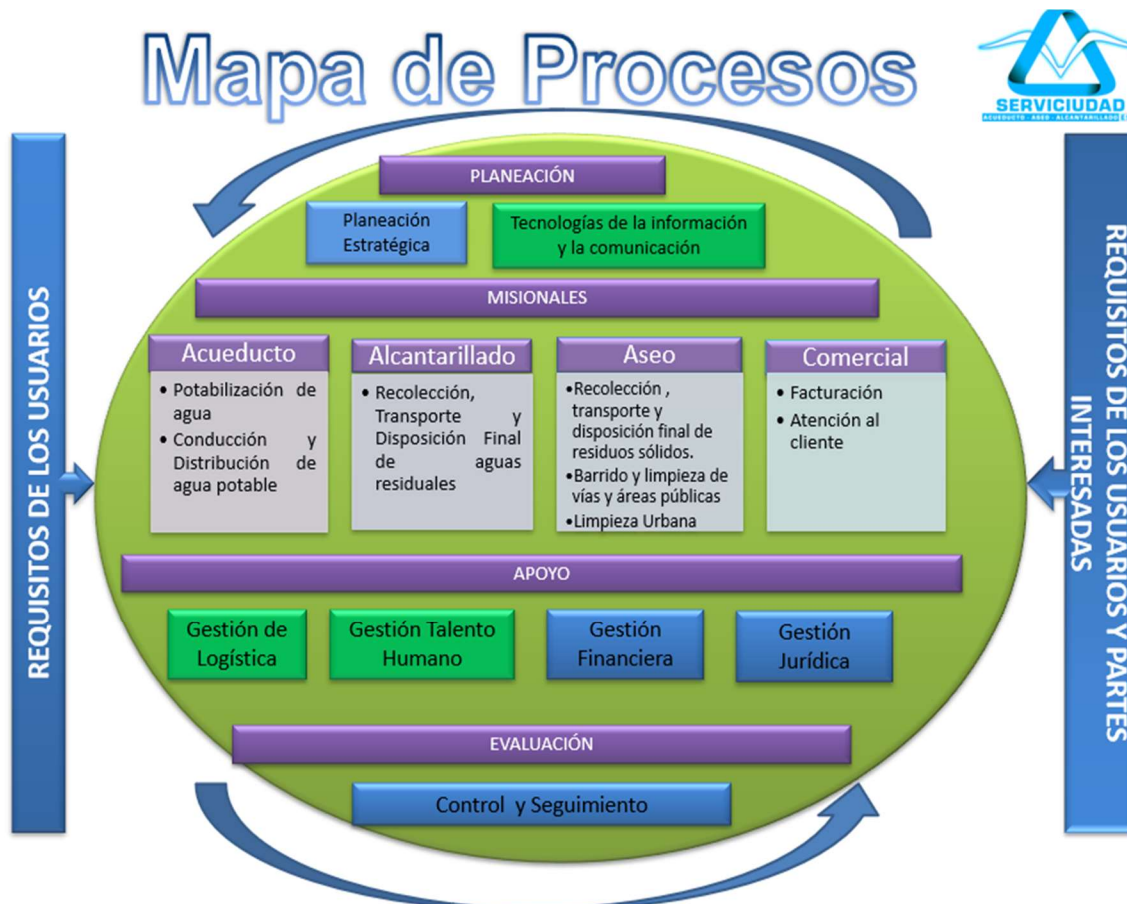 Mapa de Procesos
SERVICIUDAD
ACUEDUCTO - ASEO - ALCANTARILLADO
REQUISITOS DE LOS USUARIOS
PLANEACIÓN
Planeación
Estratégica
Tecnologías de la información
y la comunicación
MISIONALES
Acueducto
• Potabilización de
agua
• Conducción y
Distribución de
agua potable
Alcantarillado
• Recolección,
Transporte y
Disposición Final
de aguas
residuales
Aseo
•Recolección ,
transporte y
disposición final de
residuos sólidos.
•Barrido y limpieza de
vías y áreas públicas
•Limpieza Urbana
Comercial
• Facturación
• Atención al
cliente
APOYO
Gestión de
Logística
Gestión Talento
Humano
Gestión
Financiera
Gestión
Jurídica
EVALUACIÓN
Control y Seguimiento
REQUISITOS DE LOS USUARIOS Y PARTES
INTERESADAS